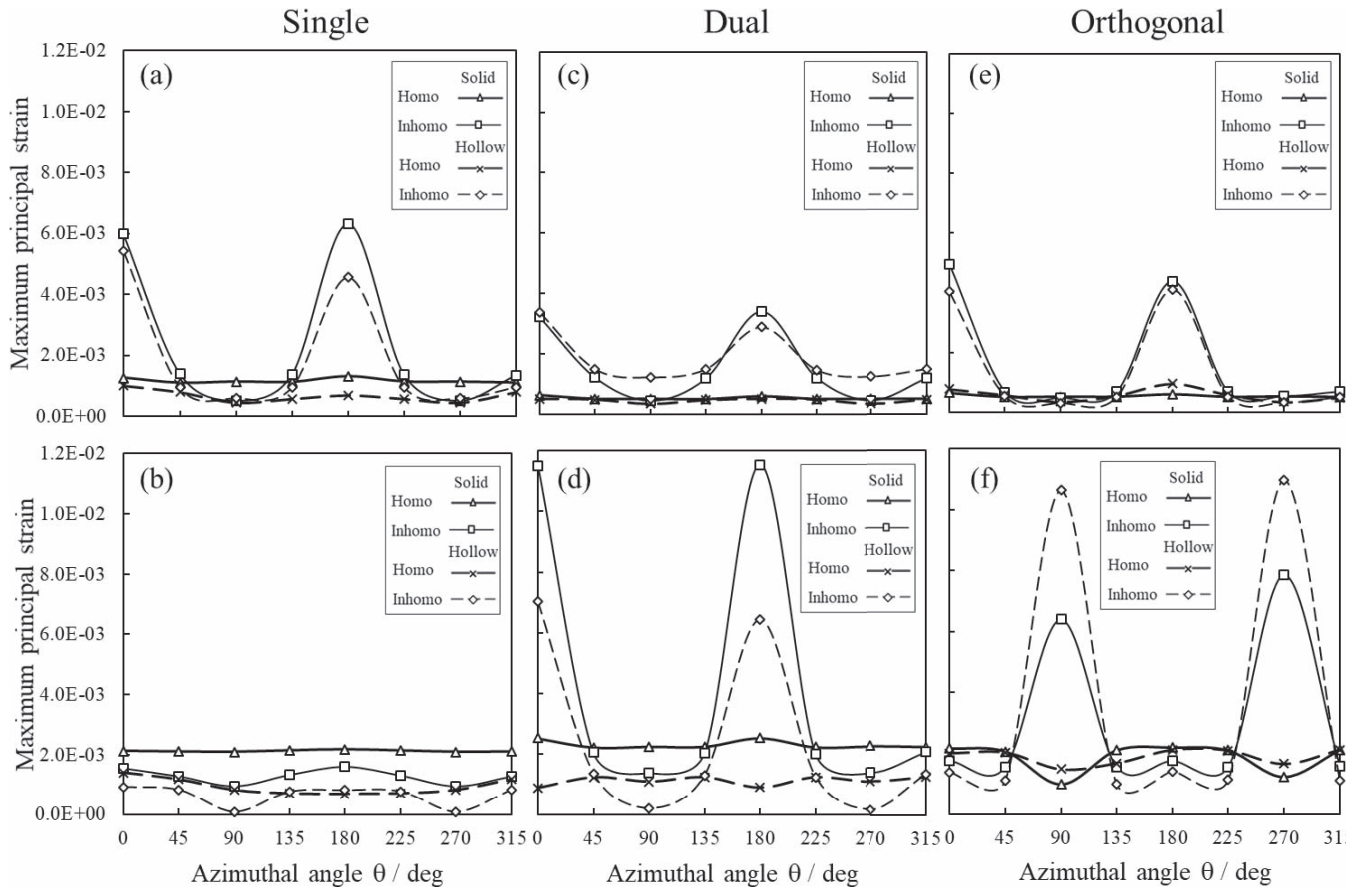 Single
Dual
Orthogonal
Maximum principal strain
1.2E-02
1.0E-02
8.0E-03
6.0E-03
4.0E-03
2.0E-03
0.0E+00
(a)
Solid
Homo
Inhomo
Hollow
Homo
Inhomo
(c)
Solid
Homo
Inhomo
Hollow
Homo
Inhomo
(e)
Solid
Homo
Inhomo
Hollow
Homo
Inhomo
Maximum principal strain
1.2E-02
1.0E-02
8.0E-03
6.0E-03
4.0E-03
2.0E-03
0.0E+00
(b)
Solid
Homo
Inhomo
Hollow
Homo
Inhomo
0 45 90 135 180 225 270 315
Azimuthal angle θ / deg
(d)
Solid
Homo
Inhomo
Hollow
Homo
Inhomo
0 45 90 135 180 225 270 315
Azimuthal angle θ / deg
(f)
Solid
Homo
Inhomo
Hollow
Homo
Inhomo
0 45 90 135 180 225 270
Azimuthal angle θ / deg